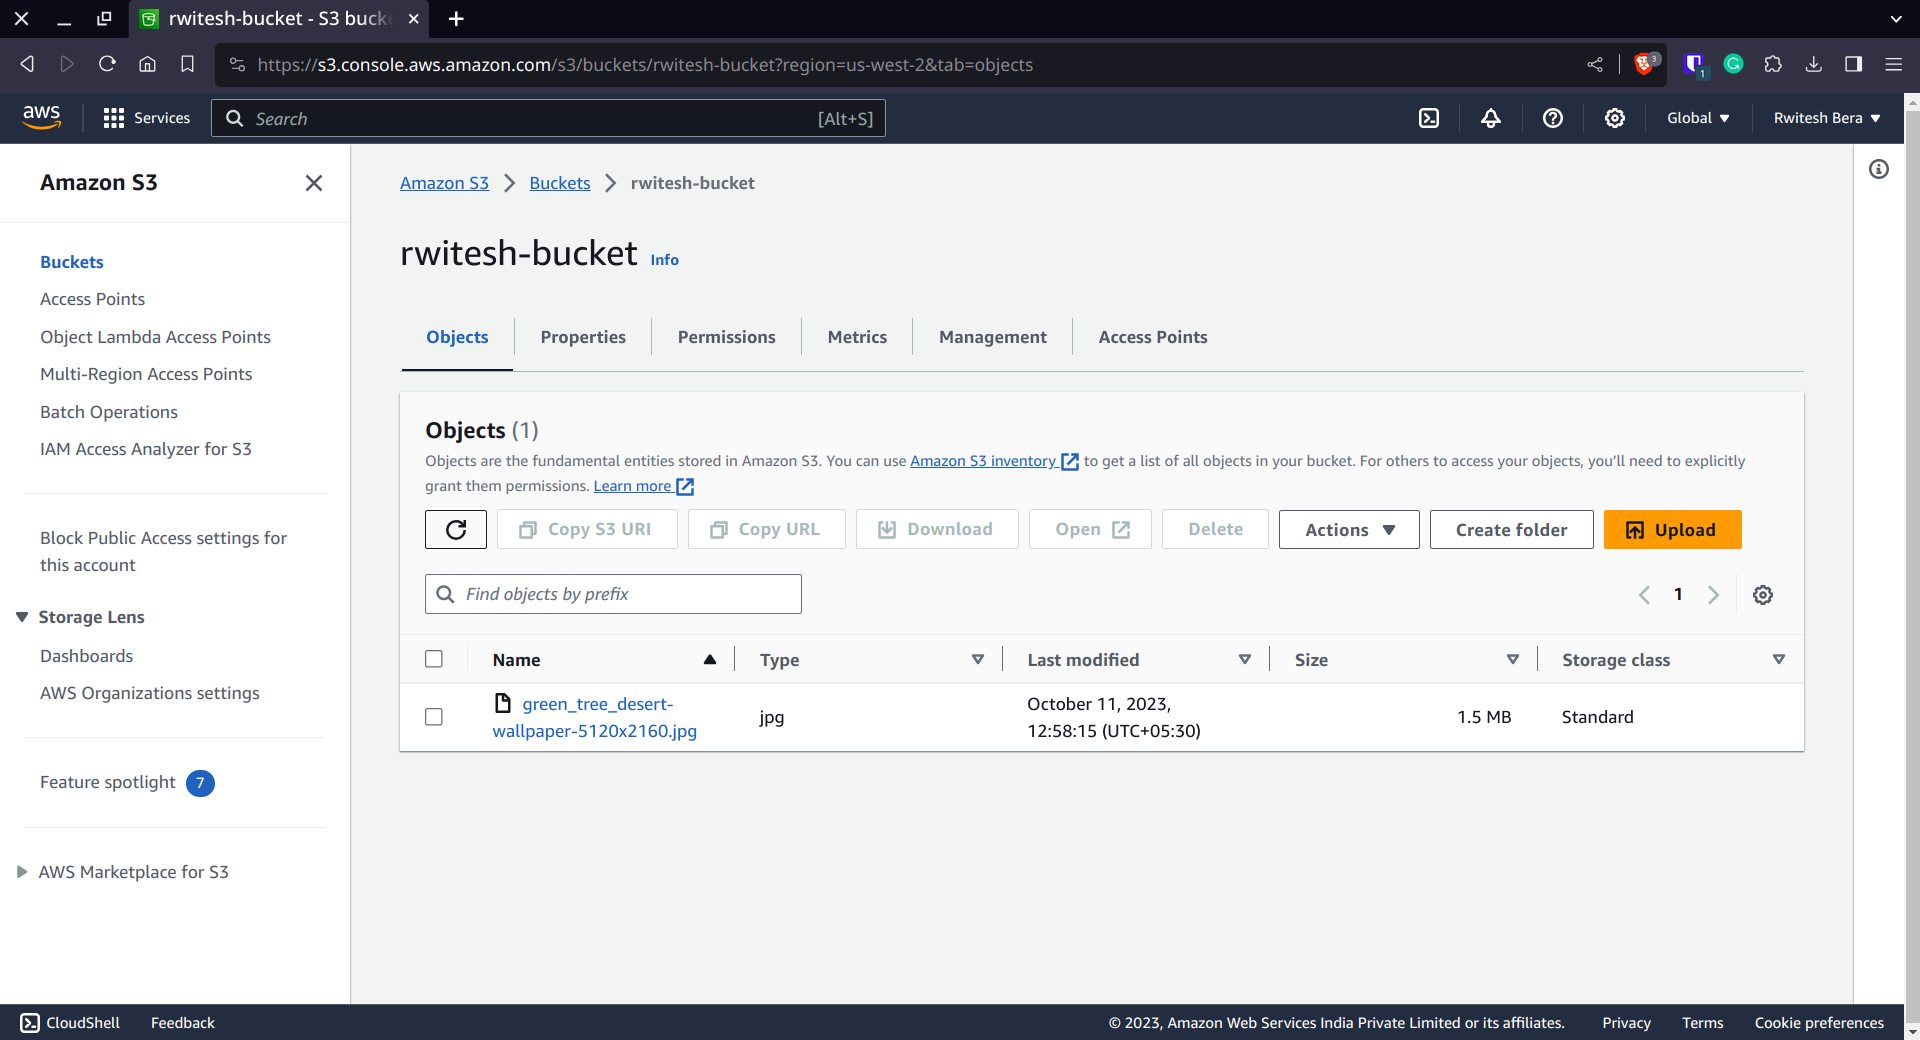 rwitesh-bucket - S3 buck
https://s3.console.aws.amazon.com/s3/buckets/rwitesh-bucket?region=us-west-2&tab=objects
3
1
aws
Services
Search
[Alt+S]
Global
Rwitesh Bera
Amazon S3
Buckets
Access Points
Object Lambda Access Points
Multi-Region Access Points
Batch Operations
IAM Access Analyzer for S3
Block Public Access settings for
this account
Storage Lens
Dashboards
AWS Organizations settings
Feature spotlight 7
AWS Marketplace for S3
Amazon S3 > Buckets > rwitesh-bucket
rwitesh-bucket Info
Objects
Properties
Permissions
Metrics
Management
Access Points
Objects (1)
Objects are the fundamental entities stored in Amazon S3. You can use Amazon S3 inventory to get a list of all objects in your bucket. For others to access your objects, you’ll need to explicitly
grant them permissions. Learn more
Copy S3 URI
Copy URL
Download
Open
Delete
Actions
Create folder
Upload
Find objects by prefix
1
Name
Type
Last modified
Size
Storage class
green_tree_desert-
wallpaper-5120x2160.jpg
jpg
October 11, 2023,
12:58:15 (UTC+05:30)
1.5 MB
Standard
CloudShell
Feedback
© 2023, Amazon Web Services India Private Limited or its affiliates.
Privacy
Terms
Cookie preferences